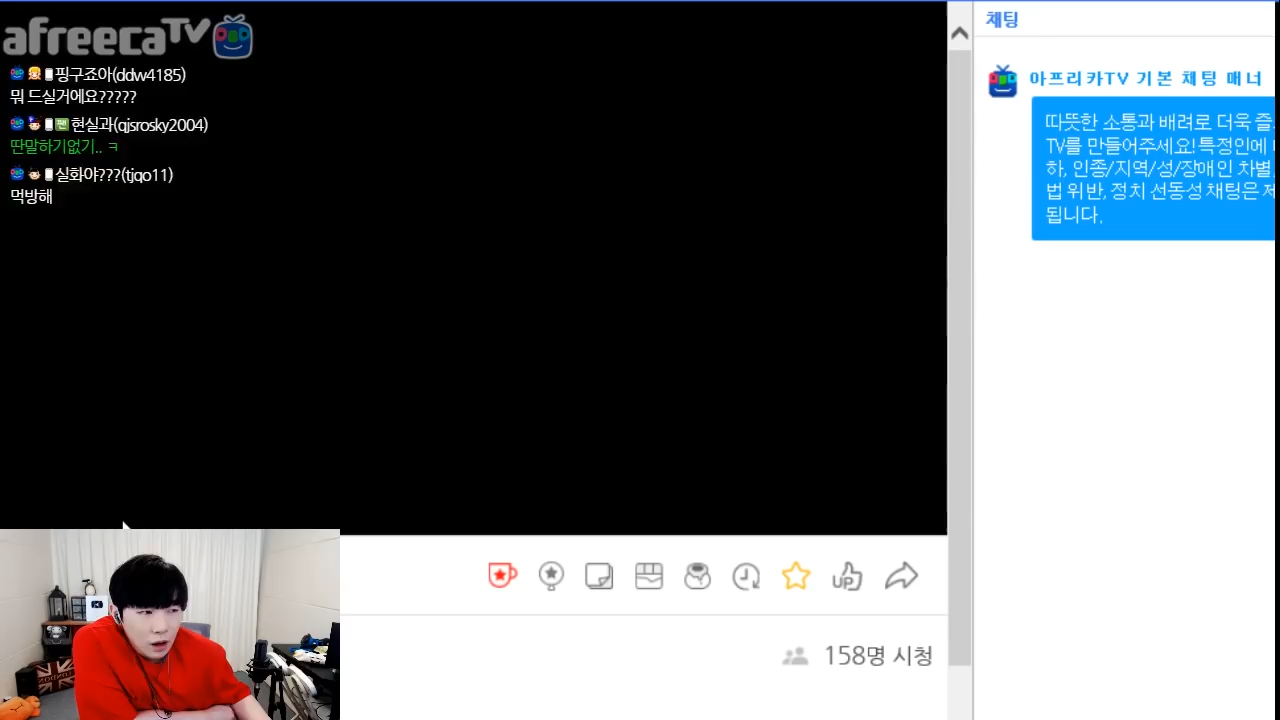 afreecaTV
핑구죠아(ddw4185)
뭐 드실거에요?????
팬 현실과(qjsrosky2004)
딴말하기없기.. ㅋ
실화야???(tjqo11)
먹방해
채팅
아프리카TV 기본 채팅 매너
따뜻한 소통과 배려로 더욱 즐
TV를 만들어주세요! 특정인에
하, 인종/지역/성/장애인 차별,
법 위반, 정치 선동성 채팅은 제
됩니다.
UP
158명 시청
LONDON